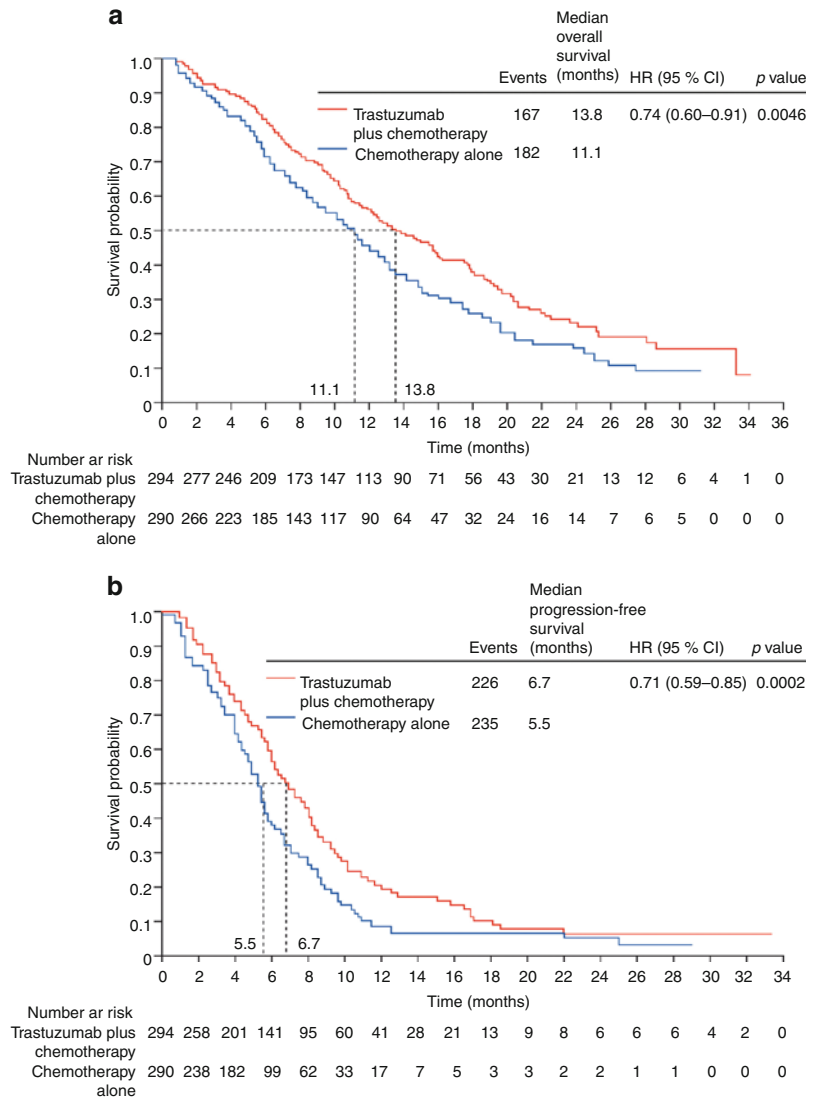 a
Median
overall
survival
Events (months) HR (95 % CI) p value
Trastuzumab 167 13.8 0.74 (0.60–0.91) 0.0046
plus chemotherapy
Chemotherapy alone 182 11.1
Survival probability
1.0
0.9
0.8
0.7
0.6
0.5
0.4
0.3
0.2
0.1
0
11.1 13.8
0 2 4 6 8 10 12 14 16 18 20 22 24 26 28 30 32 34 36
Time (months)
Number ar risk
Trastuzumab plus 294 277 246 209 173 147 113 90 71 56 43 30 21 13 12 6 4 1 0
chemotherapy
Chemotherapy 290 266 223 185 143 117 90 64 47 32 24 16 14 7 6 5 0 0 0
alone
b
Median
progression-free
survival
Events (months) HR (95 % CI) p value
Trastuzumab 226 6.7 0.71 (0.59–0.85) 0.0002
plus chemotherapy
Chemotherapy alone 235 5.5
Survival probability
1.0
0.9
0.8
0.7
0.6
0.5
0.4
0.3
0.2
0.1
0
5.5 6.7
0 2 4 6 8 10 12 14 16 18 20 22 24 26 28 30 32 34
Time (months)
Number ar risk
Trastuzumab plus 294 258 201 141 95 60 41 28 21 13 9 8 6 6 6 4 2 0
chemotherapy
Chemotherapy 290 238 182 99 62 33 17 7 5 3 3 2 2 1 1 0 0 0
alone